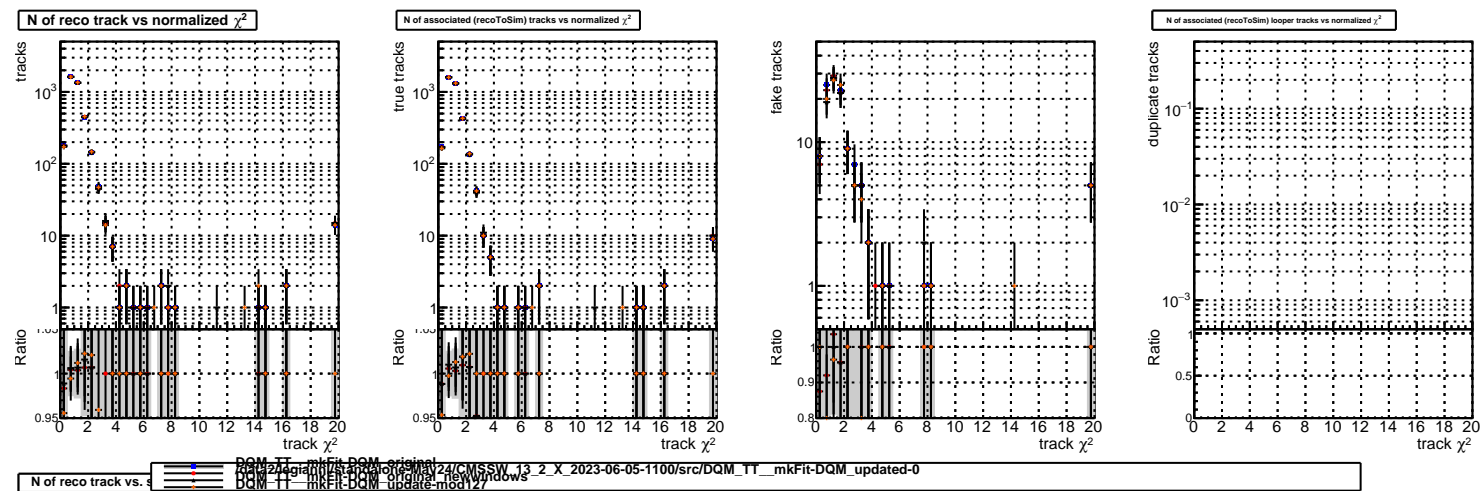 N of reco track vs normalized χ²
N of associated (recoToSim) tracks vs normalized χ²
N of associated (recoToSim) looper tracks vs normalized χ²
tracks
10³
10²
10
1
Ratio
1.05
1
0.95
0 2 4 6 8 10 12 14 16 18 20
track χ²
true tracks
10³
10²
10
1
Ratio
1
0.95
0 2 4 6 8 10 12 14 16 18 20
track χ²
fake tracks
10
1
Ratio
1
0.9
0.8
0 2 4 6 8 10 12 14 16 18 20
track χ²
duplicate tracks
10⁻¹
10⁻²
10⁻³
Ratio
1
0.5
0
0 2 4 6 8 10 12 14 16 18 20
track χ²
DQM_TT__mkFit-DQM_original
/data2/legianni/standalone-May24/CMSSW_13_2_X_2023-06-05-1100/src/DQM_TT__mkFit-DQM_updated-0
DQM_TT__mkFit-DQM_original_newwindows
DQM_TT__mkFit-DQM_update-mod127
N of reco track vs.